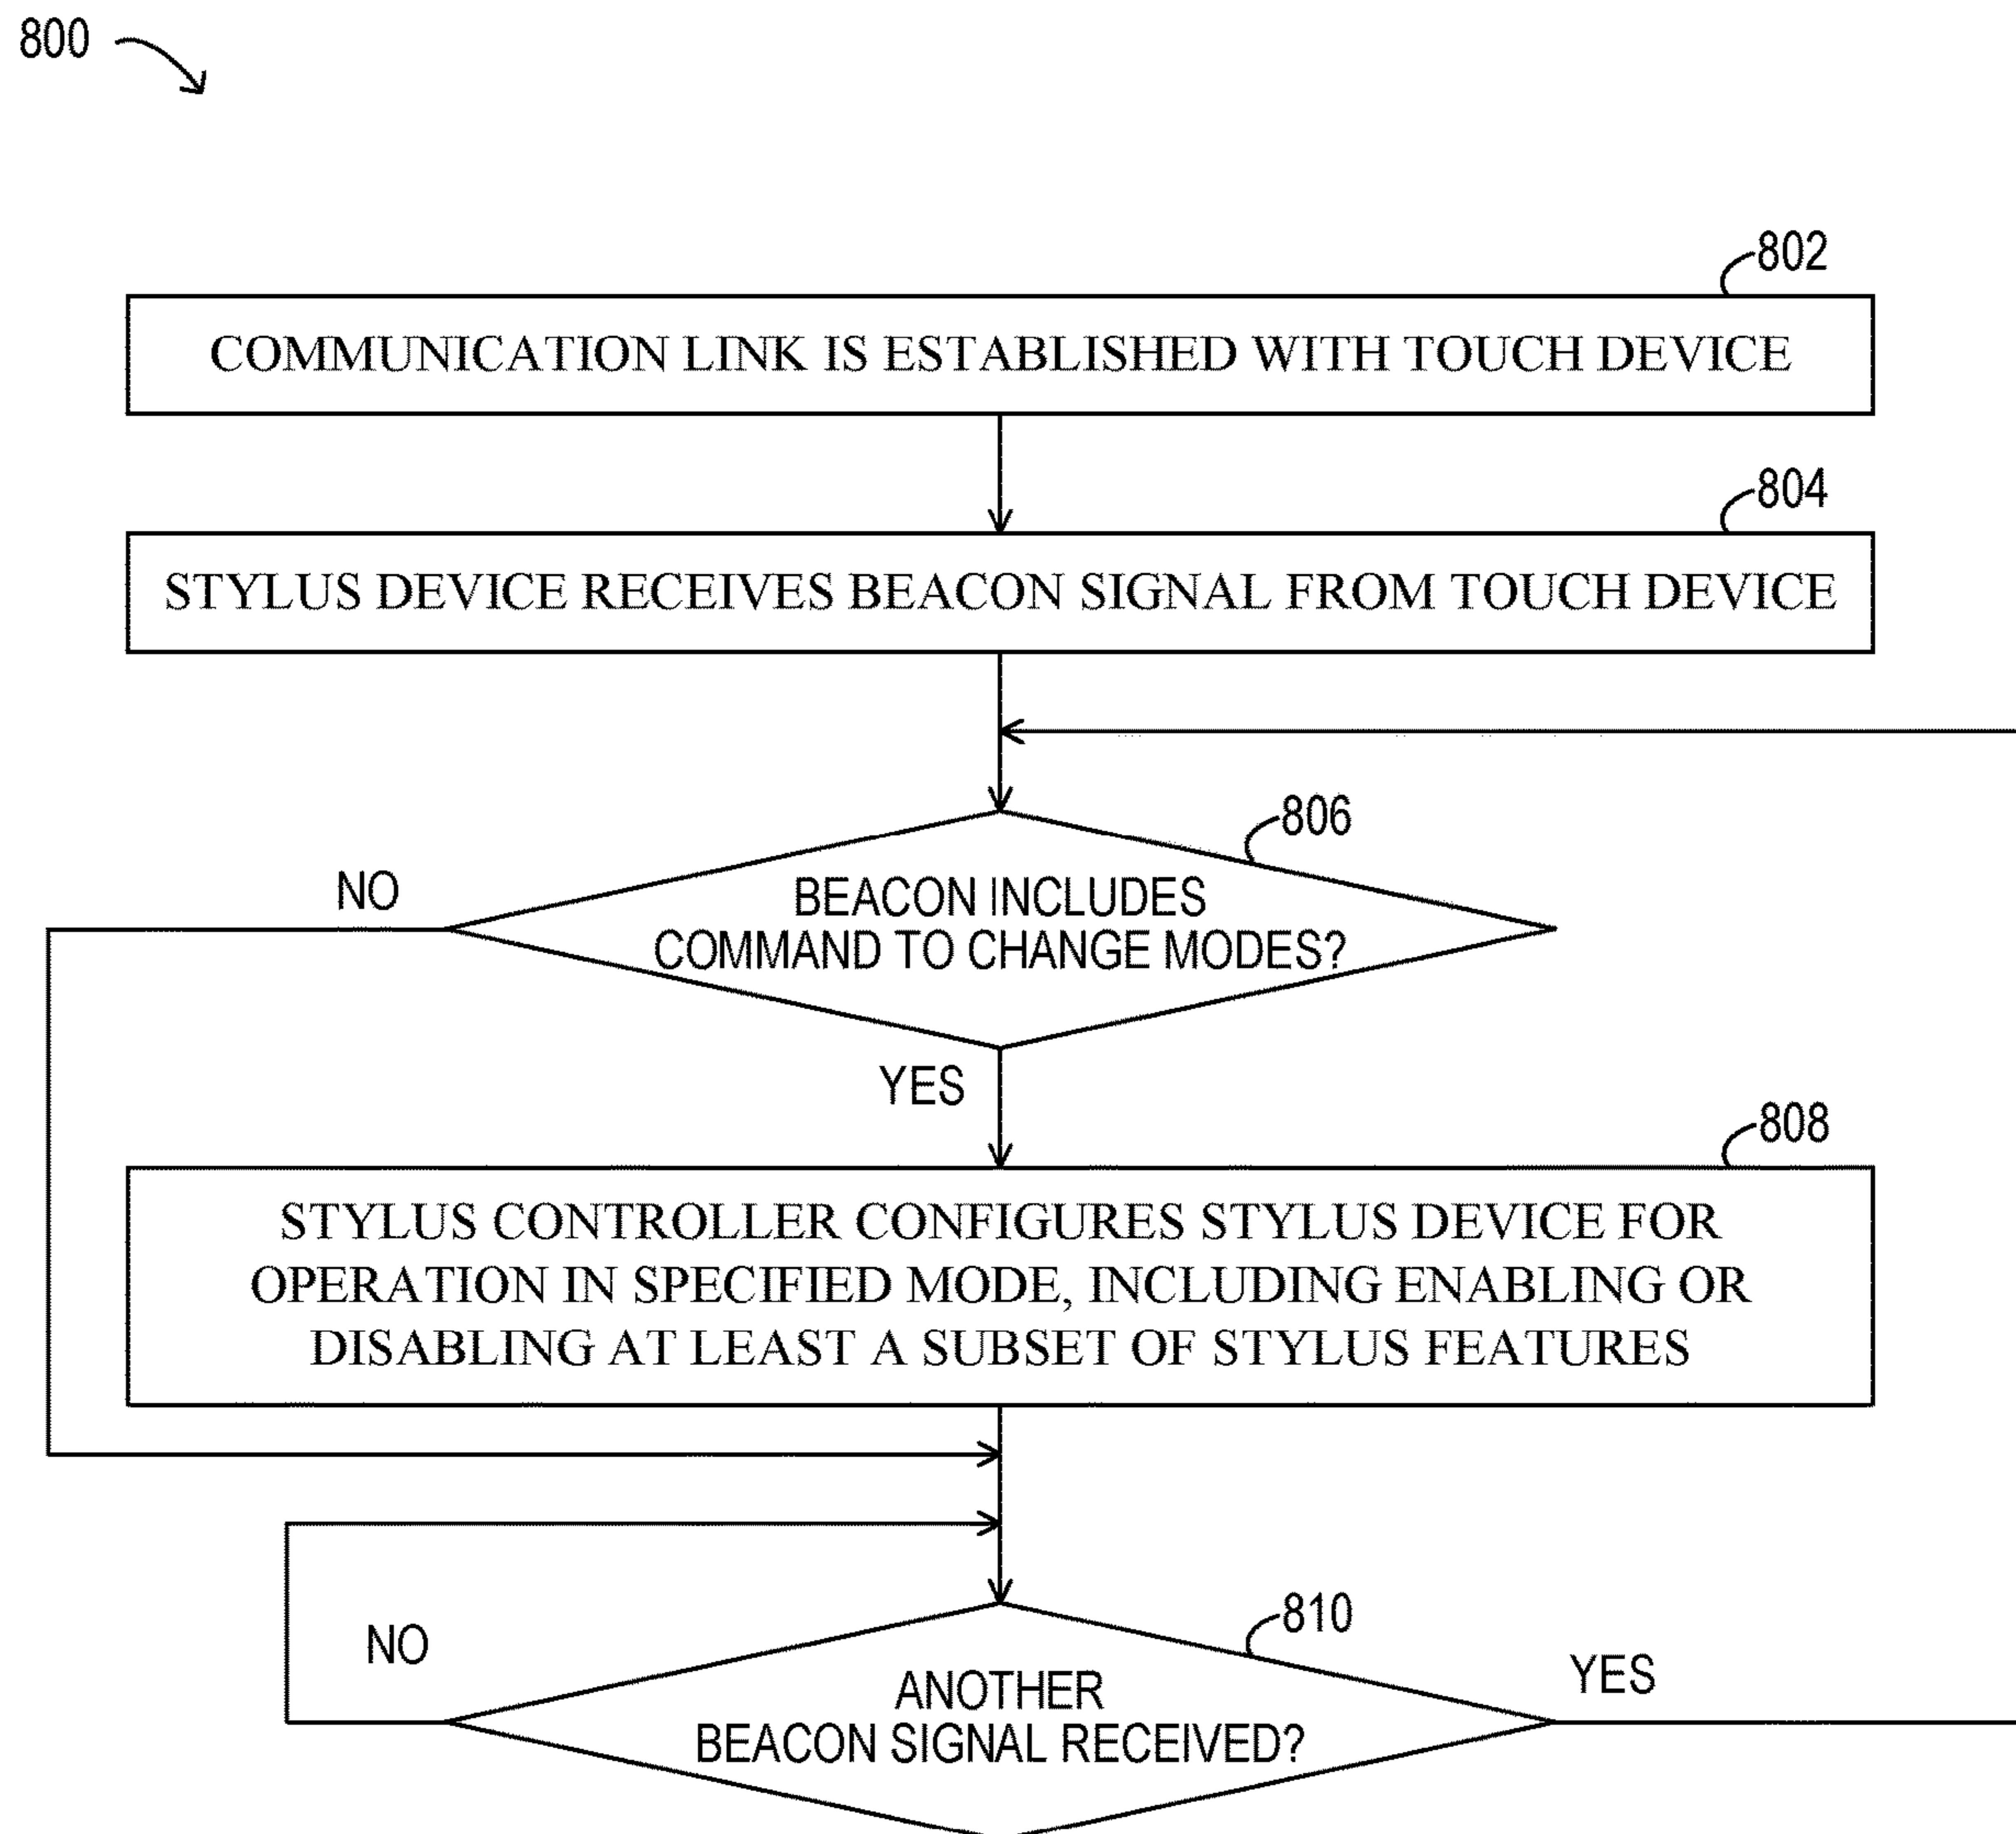 800
802
COMMUNICATION LINK IS ESTABLISHED WITH TOUCH DEVICE
804
STYLUS DEVICE RECEIVES BEACON SIGNAL FROM TOUCH DEVICE
806
NO
BEACON INCLUDES
COMMAND TO CHANGE MODES?
YES
808
STYLUS CONTROLLER CONFIGURES STYLUS DEVICE FOR
OPERATION IN SPECIFIED MODE, INCLUDING ENABLING OR
DISABLING AT LEAST A SUBSET OF STYLUS FEATURES
810
NO
ANOTHER
BEACON SIGNAL RECEIVED?
YES